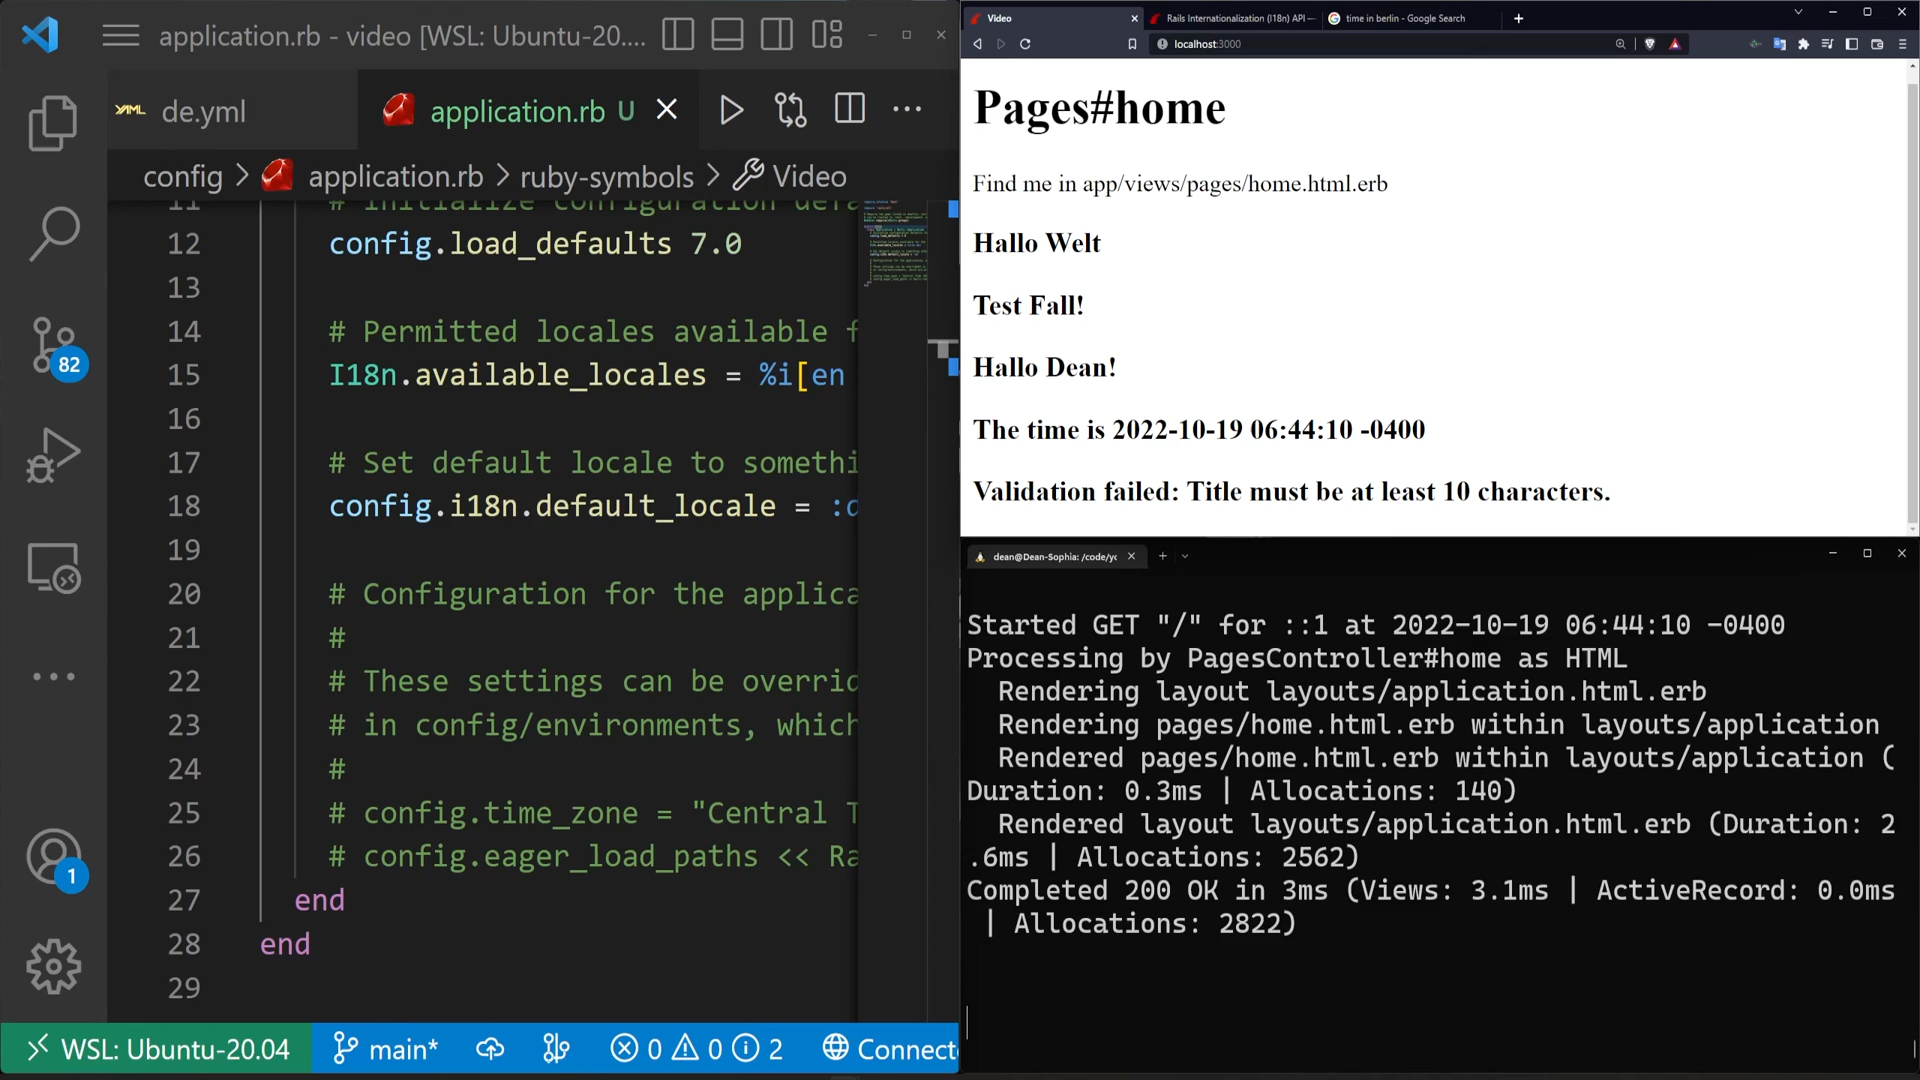 application.rb - video [WSL: Ubuntu-20....
YAML de.yml
application.rb U
config > application.rb > ruby-symbols > Video
11 # Initialize configuration defa
12 config.load_defaults 7.0
13
14 # Permitted locales available f
15 I18n.available_locales = %i[en
16
17 # Set default locale to somethi
18 config.i18n.default_locale = :d
19
20 # Configuration for the applica
21 #
22 # These settings can be overrid
23 # in config/environments, which
24 #
25 # config.time_zone = "Central T
26 # config.eager_load_paths << Ra
27 end
28 end
29
82
1
WSL: Ubuntu-20.04
main*
0 0 2
Connect
Video
Rails Internationalization (I18n) API —
time in berlin - Google Search
localhost:3000
Pages#home
Find me in app/views/pages/home.html.erb
Hallo Welt
Test Fall!
Hallo Dean!
The time is 2022-10-19 06:44:10 -0400
Validation failed: Title must be at least 10 characters.
dean@Dean-Sophia: /code/yo
Started GET "/" for ::1 at 2022-10-19 06:44:10 -0400
Processing by PagesController#home as HTML
Rendering layout layouts/application.html.erb
Rendering pages/home.html.erb within layouts/application
Rendered pages/home.html.erb within layouts/application (
Duration: 0.3ms | Allocations: 140)
Rendered layout layouts/application.html.erb (Duration: 2
.6ms | Allocations: 2562)
Completed 200 OK in 3ms (Views: 3.1ms | ActiveRecord: 0.0ms
| Allocations: 2822)